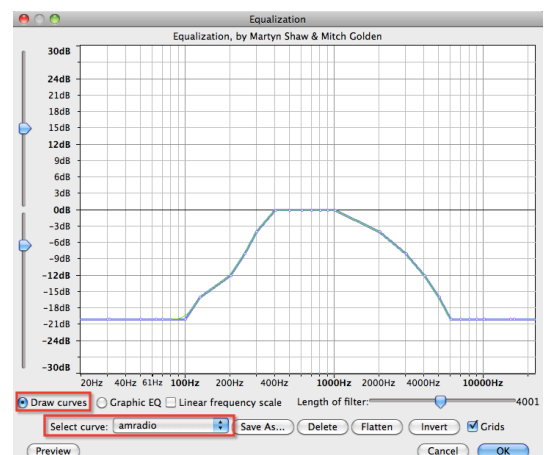 Equalization
Equalization, by Martyn Shaw & Mitch Golden
30dB
24dB
21dB
18dB
15dB
12dB
9dB
6dB
3dB
0dB
-3dB
-6dB
-9dB
-12dB
-15dB
-18dB
-21dB
-24dB
-30dB
20Hz 40Hz 61Hz 100Hz 200Hz 400Hz 1000Hz 2000Hz 4000Hz 10000Hz
Draw curves Graphic EQ Linear frequency scale Length of filter: 4001
Select curve: amradio Save As... Delete Flatten Invert Grids
Preview Cancel OK